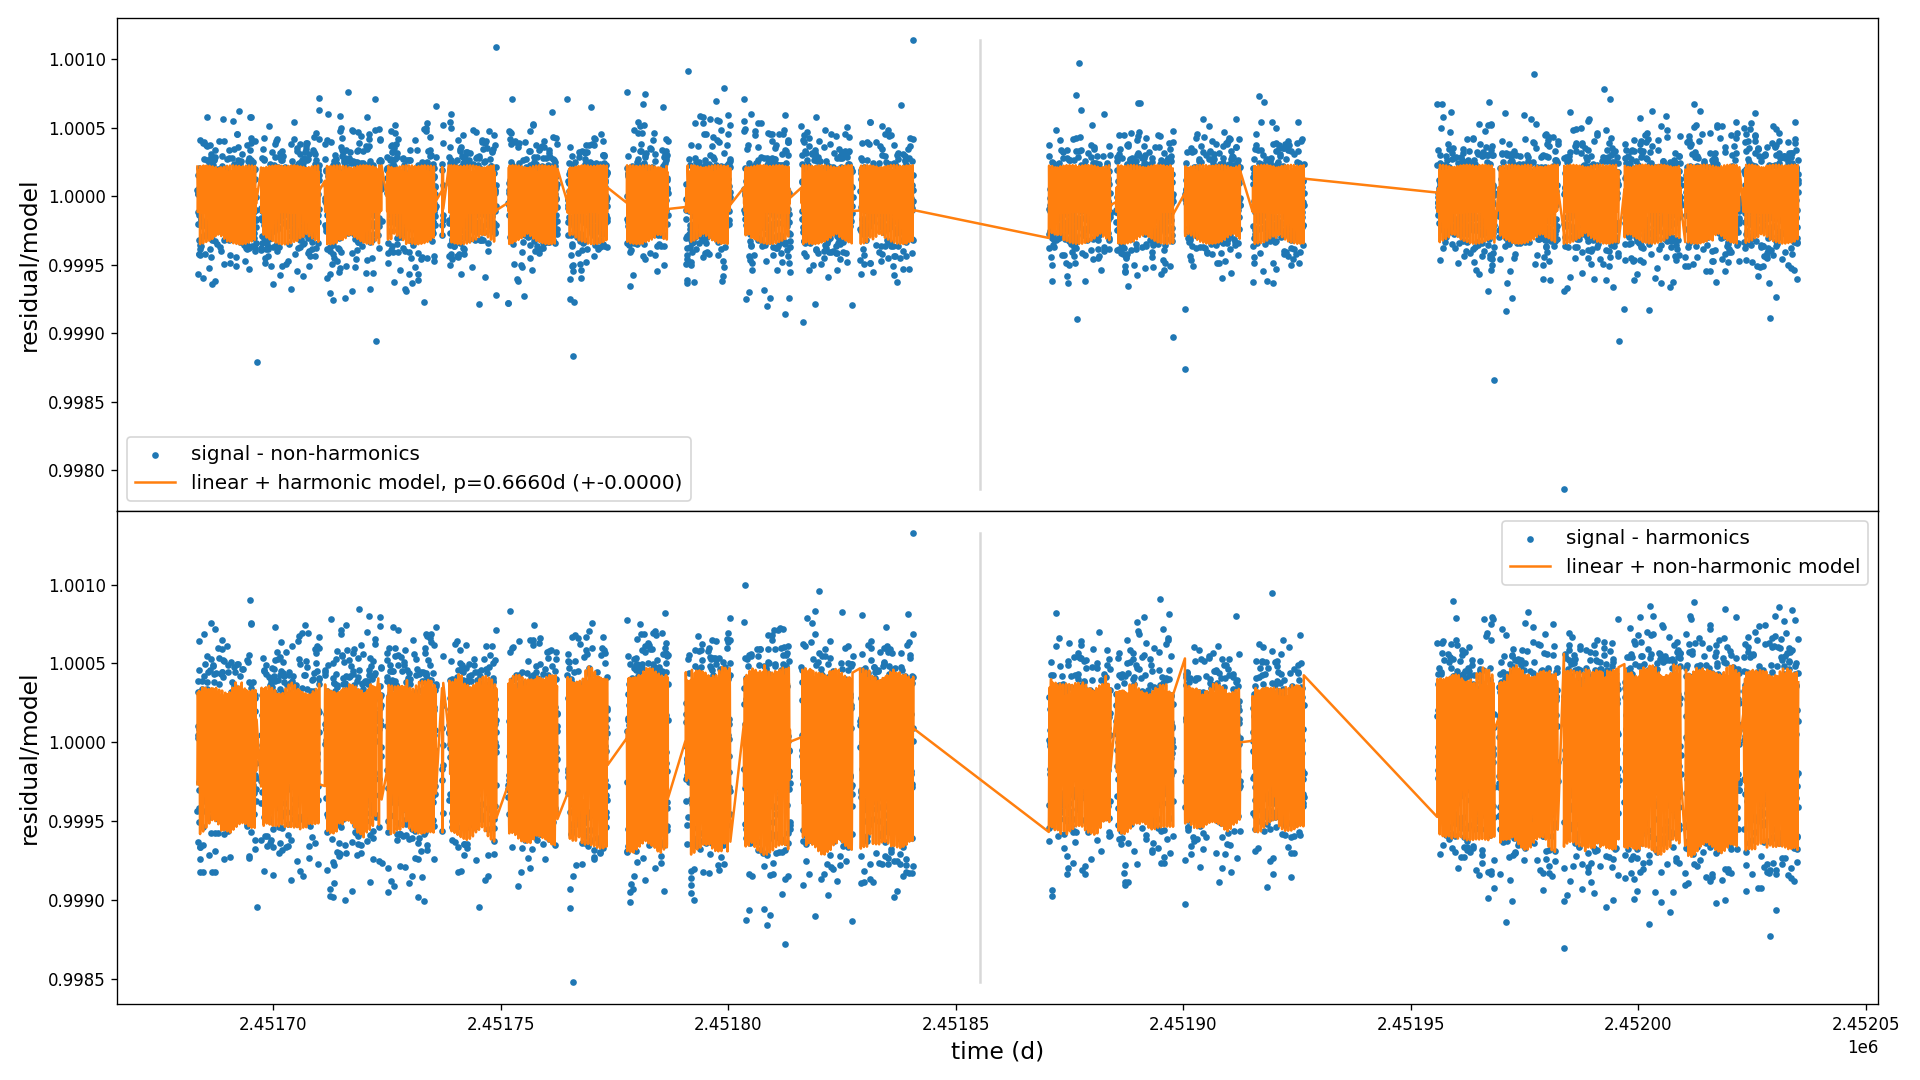 residual/model
1.0010
1.0005
1.0000
0.9995
0.9990
0.9985
0.9980
signal - non-harmonics
linear + harmonic model, p=0.6660d (+-0.0000)
residual/model
1.0010
1.0005
1.0000
0.9995
0.9990
0.9985
signal - harmonics
linear + non-harmonic model
2.45170 2.45175 2.45180 2.45185 2.45190 2.45195 2.45200 2.45205
1e6
time (d)